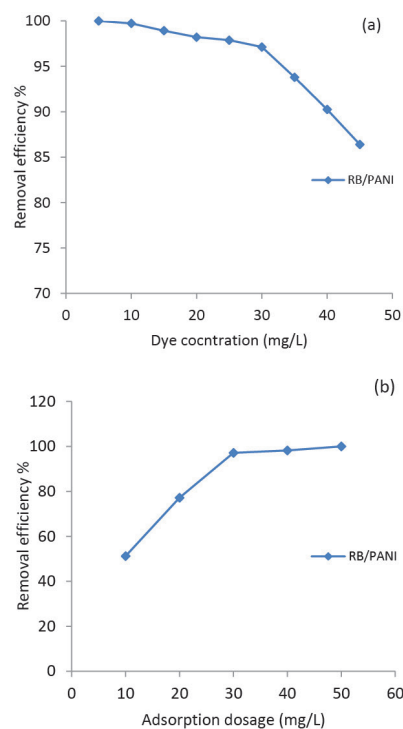 (a)
100
95
90
85
80
75
70
Removal efficiency %
RB/PANI
0 10 20 30 40 50
Dye cocntration (mg/L)
(b)
120
100
80
60
40
20
0
Removal efficiency %
RB/PANI
0 10 20 30 40 50 60
Adsorption dosage (mg/L)